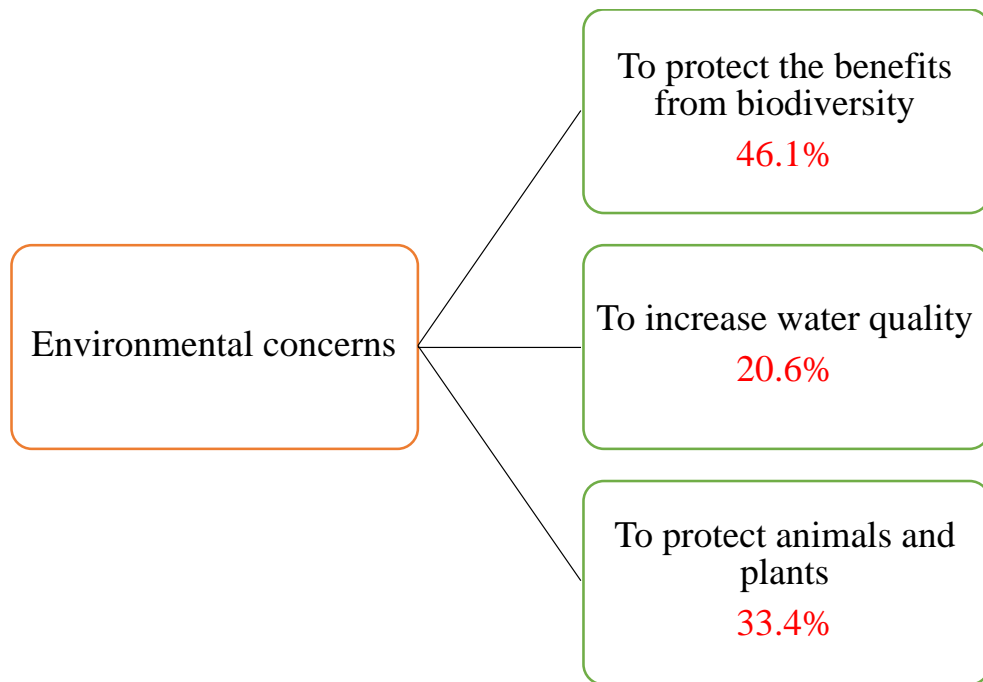 To protect the benefits
from biodiversity
46.1%
Environmental concerns
To increase water quality
20.6%
To protect animals and
plants
33.4%